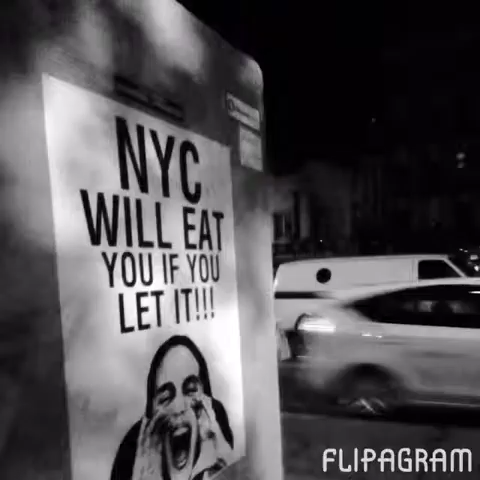 NYC
WILL EAT
YOU IF YOU
LET IT!!!
FLIPAGRAM